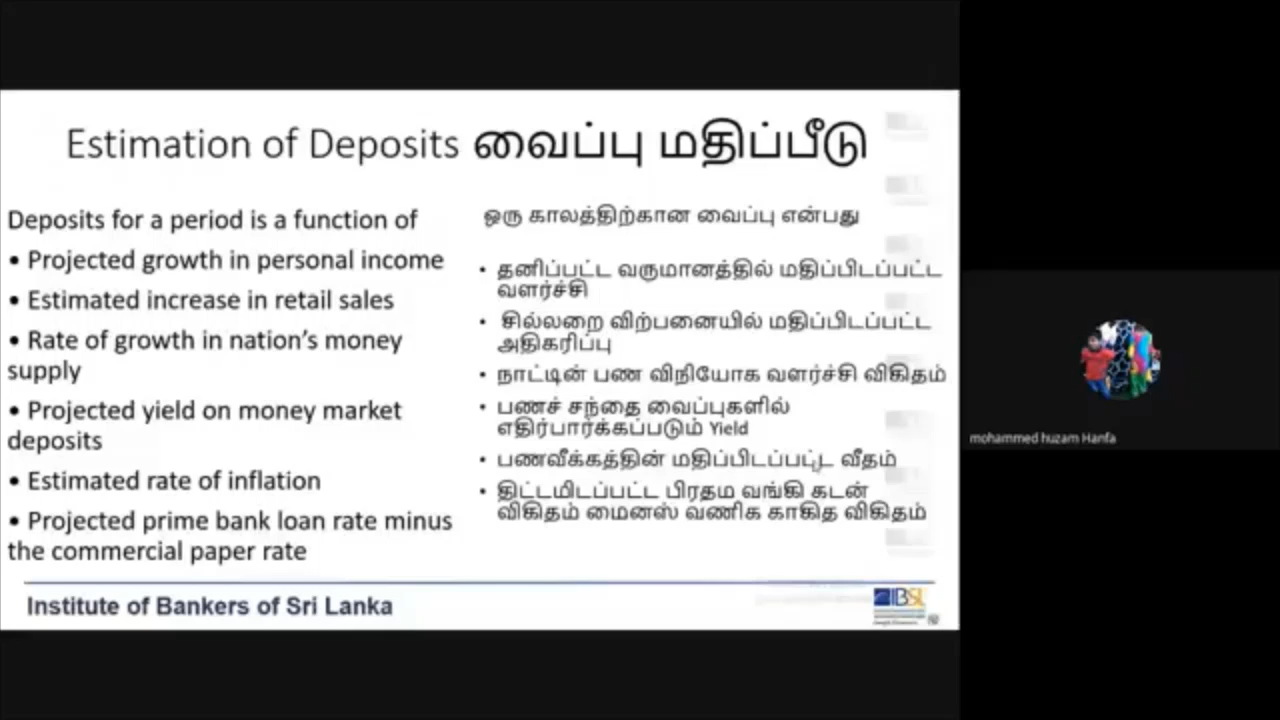 Estimation of Deposits வைப்பு மதிப்பீடு
Deposits for a period is a function of
• Projected growth in personal income
• Estimated increase in retail sales
• Rate of growth in nation's money
supply
• Projected yield on money market
deposits
• Estimated rate of inflation
• Projected prime bank loan rate minus
the commercial paper rate
ஒரு காலத்திற்கான வைப்பு என்பது
• தனிப்பட்ட வருமானத்தில் மதிப்பிடப்பட்ட
வளர்ச்சி
• சில்லறை விற்பனையில் மதிப்பிடப்பட்ட
அதிகரிப்பு
• நாட்டின் பண விநியோக வளர்ச்சி விகிதம்
• பணச் சந்தை வைப்புகளில்
எதிர்பார்க்கப்படும் Yield
• பணவீக்கத்தின் மதிப்பிடப்பட்ட வீதம்
• திட்டமிடப்பட்ட பிரதம வங்கி கடன்
விகிதம் மைனஸ் வணிக காகித விகிதம்
Institute of Bankers of Sri Lanka
IBSL
mohammed huzam Hanfa